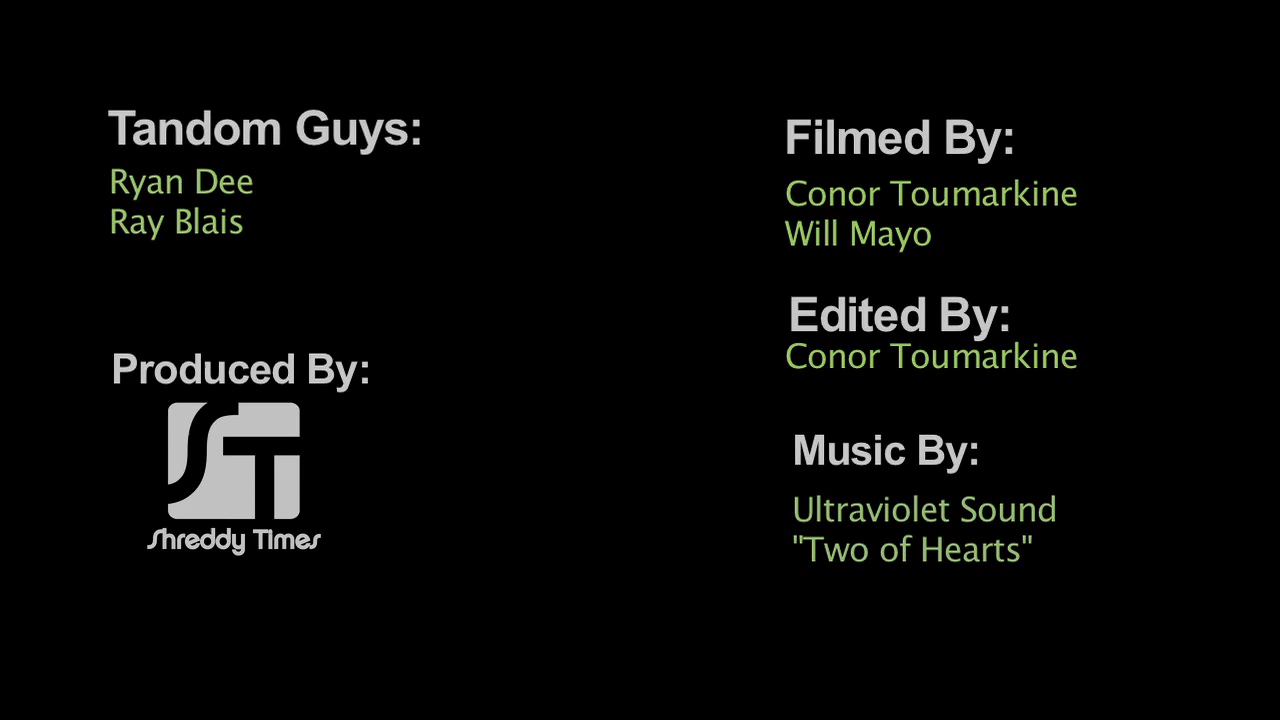 Tandom Guys:
Ryan Dee
Ray Blais
Produced By:
ST
Shreddy Times
Filmed By:
Conor Toumarkine
Will Mayo
Edited By:
Conor Toumarkine
Music By:
Ultraviolet Sound
"Two of Hearts"